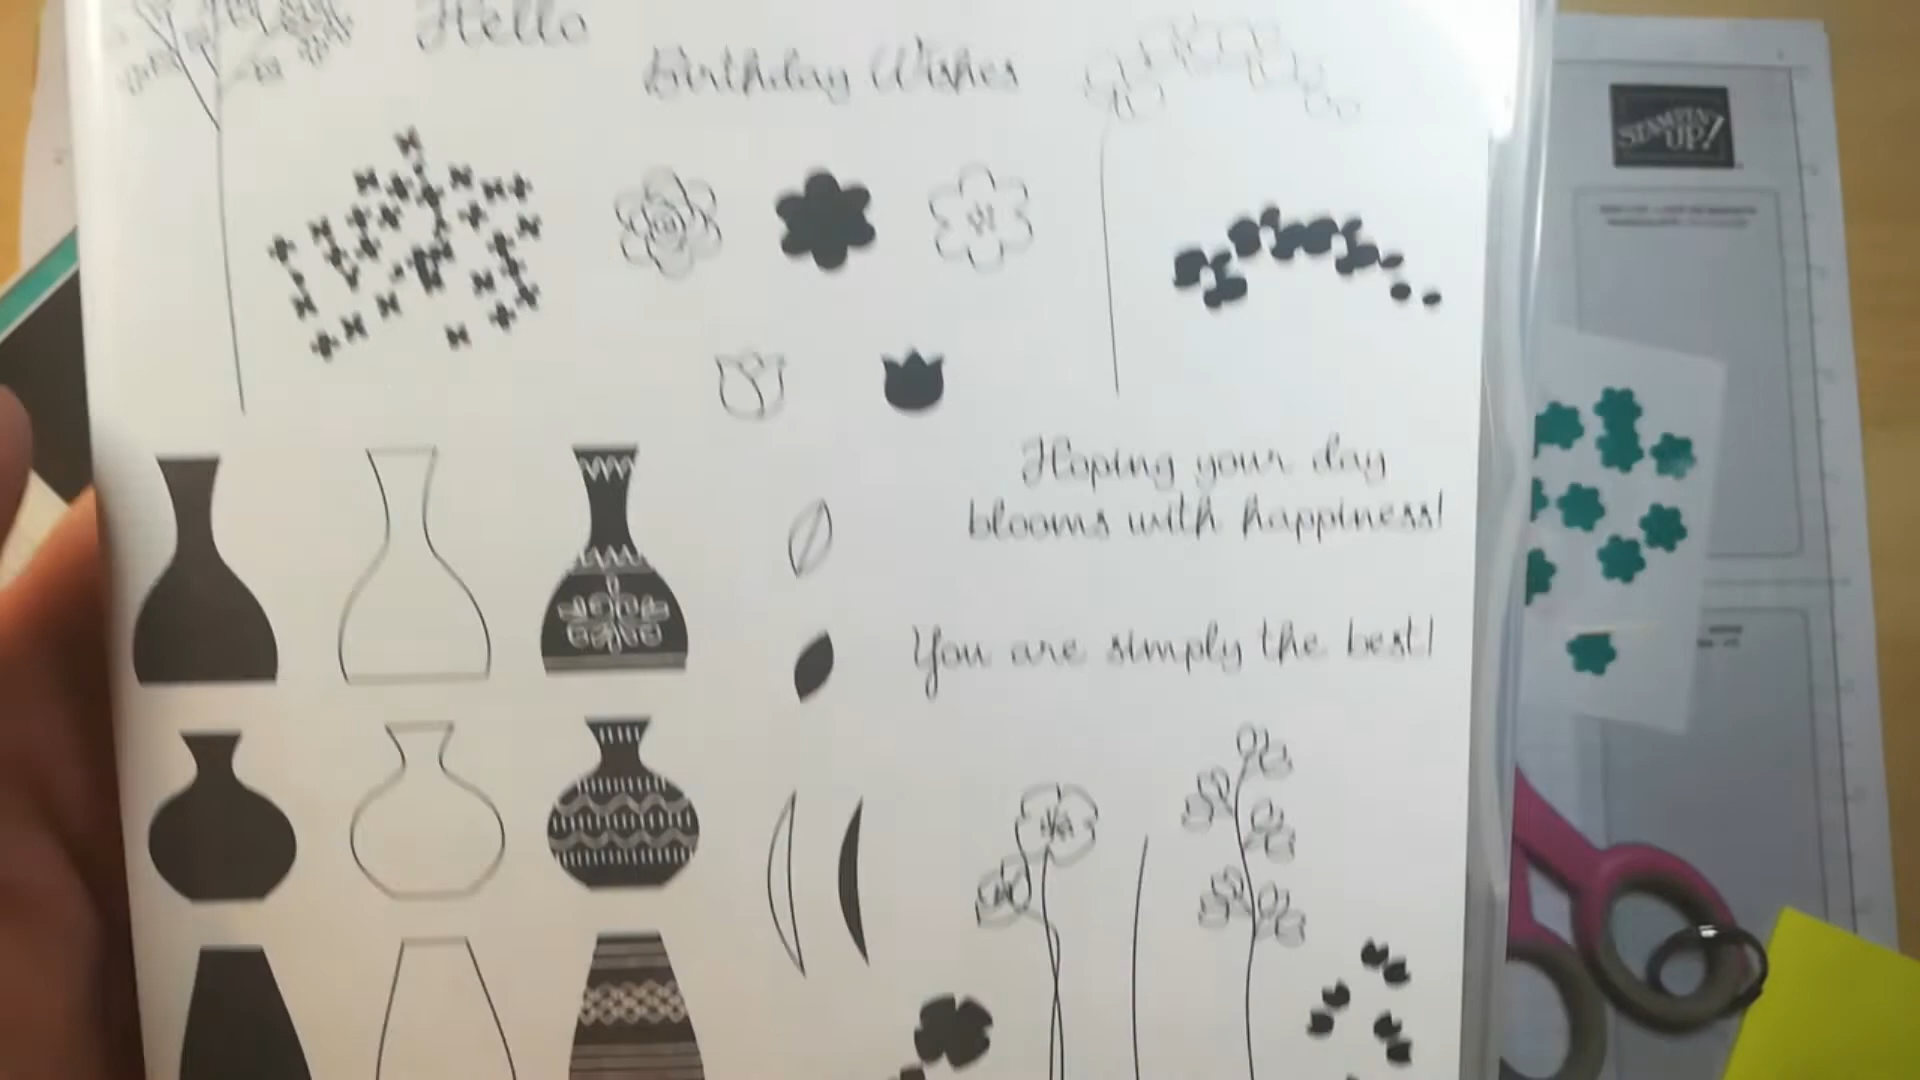 Hello
Birthday Wishes
STAMPIN' UP!
Hoping your day
blooms with happiness!
You are simply the best!